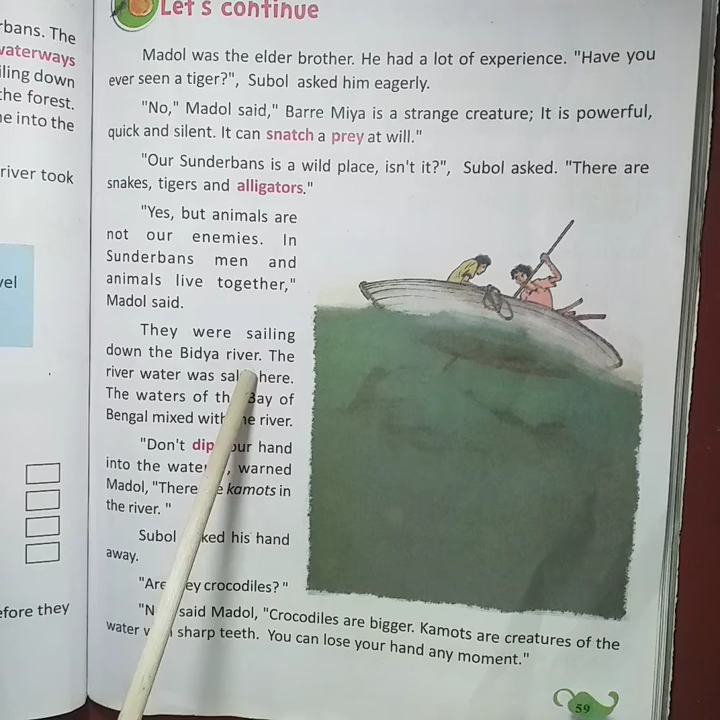 rbans. The
waterways
iling down
the forest.
e into the
river took
vel
efore they
Let's continue
Madol was the elder brother. He had a lot of experience. "Have you
ever seen a tiger?", Subol asked him eagerly.
"No," Madol said," Barre Miya is a strange creature; It is powerful,
quick and silent. It can snatch a prey at will."
"Our Sunderbans is a wild place, isn't it?", Subol asked. "There are
snakes, tigers and alligators."
"Yes, but animals are
not our enemies. In
Sunderbans men and
animals live together,"
Madol said.
They were sailing
down the Bidya river. The
river water was here.
The waters of Bay of
Bengal mixed with river.
"Don't dip hand
into the warned
Madol, "There kamots in
the river. "
Subol his hand
away.
"Are crocodiles?"
said Madol, "Crocodiles are bigger. Kamots are creatures of the
water sharp teeth. You can lose your hand any moment."
59